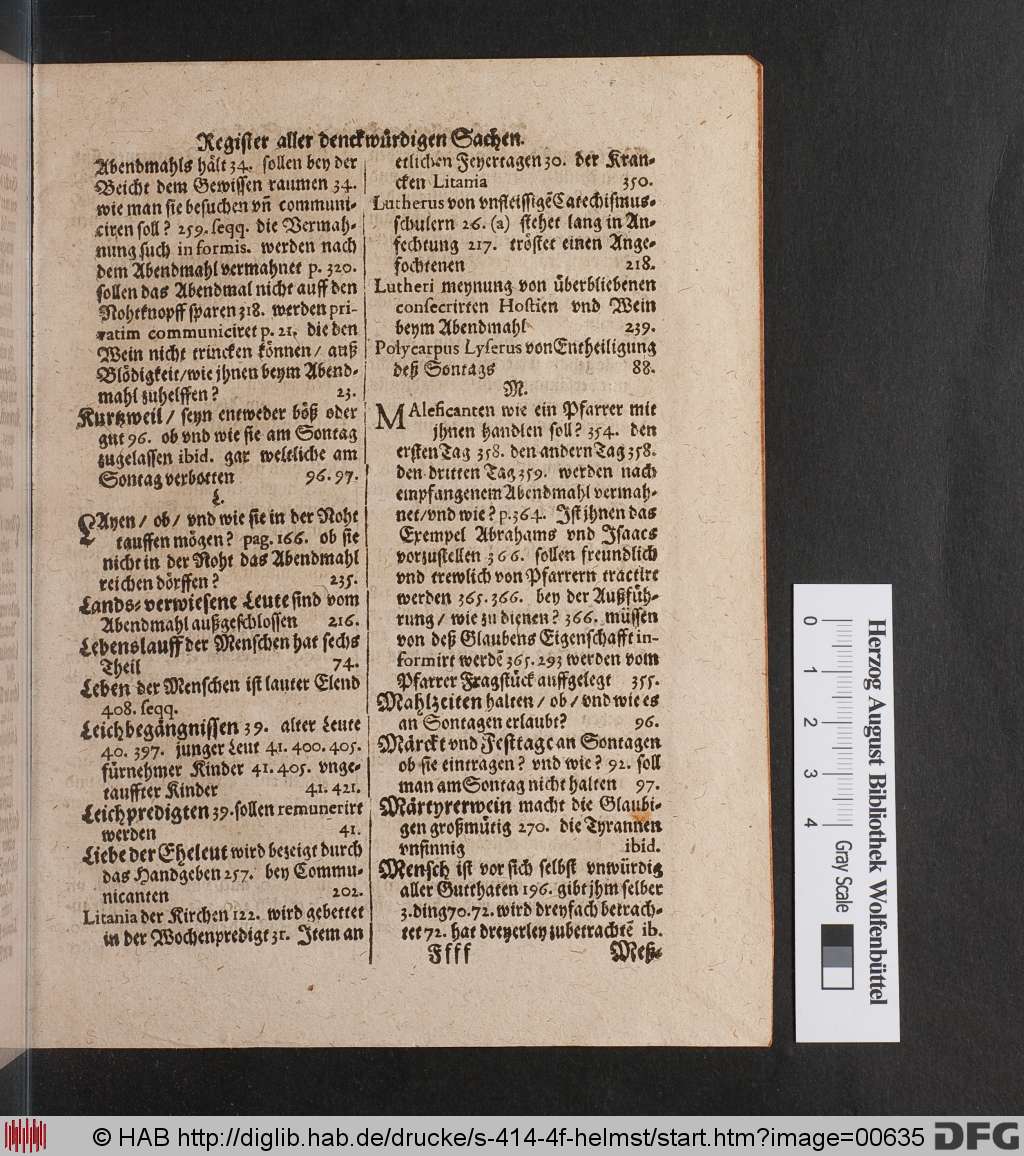 Register aller denckwürdigen Sachen.
Abendmahls hält 34. sollen bey der
Beicht dem Gewissen raumen 34.
wie man sie besuchen vñ communi-
ciren soll? 259. seqq. die Vermah-
nung such in formis. werden nach
dem Abendmahl vermahnet p. 320.
sollen das Abendmal nicht auff den
Nohtknopff sparen 318. werden pri-
vatim communiciret p. 21. die den
Wein nicht trincken können / auß
Blödigkeit / wie jhnen beym Abend-
mahl zuhelffen? 23.
Kurtzweil / seyn entweder böß oder
gut 96. ob vnd wie sie am Sontag
zugelassen ibid. gar weltliche am
Sontag verbotten 96. 97.
L.
LAyen / ob / vnd wie sie in der Noht
tauffen mögen? pag. 166. ob sie
nicht in der Noht das Abendmahl
reichen dörffen? 235.
Lands-verwiesene Leute sind vom
Abendmahl außgeschlossen 216.
Lebenslauff der Menschen hat sechs
Theil 74.
Leben der Menschen ist lauter Elend
408. seqq.
Leichbegängnissen 39. alter Leute
40. 397. junger Leut 41. 400. 405.
fürnehmer Kinder 41. 405. vnge-
tauffter Kinder 41. 421.
Leichpredigten 39. sollen remunerirt
werden 41.
Liebe der Eheleut wird bezeigt durch
das Handgeben 257. bey Commu-
nicanten 202.
Litania der Kirchen 122. wird gebettet
in der Wochenpredigt 31. Item an
etlichen Feyertagen 30. der Kran-
cken Litania 350.
Lutherus von vnfleissigẽ Catechismus-
schulern 26. (a) stehet lang in An-
fechtung 217. tröstet einen Ange-
fochtenen 218.
Lutheri meynung von überbliebenen
consecrirten Hostien vnd Wein
beym Abendmahl 239.
Polycarpus Lyserus von Entheiligung
deß Sontags 88.
M.
MAleficanten wie ein Pfarrer mit
jhnen handlen soll? 354. den
ersten Tag 358. den andern Tag 358.
den dritten Tag 359. werden nach
empfangenem Abendmahl vermah-
net / vnd wie? p. 364. Ist jhnen das
Exempel Abrahams vnd Isaacs
vorzustellen 366. sollen freundlich
vnd trewlich von Pfarrern tractirt
werden 365. 366. bey der Außfüh-
rung / wie zu dienen? 366. müssen
von deß Glaubens Eigenschafft in-
formirt werdẽ 365. 293 werden vom
Pfarrer Fragstück auffgelegt 355.
Mahlzeiten halten / ob / vnd wie es
an Sontagen erlaubt? 96.
Märckt vnd Festtage an Sontagen
ob sie eintragen? vnd wie? 92. soll
man am Sontag nicht halten 97.
Märtyrerwein macht die Glaubi-
gen großmütig 270. die Tyrannen
vnsinnig ibid.
Mensch ist vor sich selbst vnwürdig
aller Gutthaten 196. gibt jhm selber
3. ding 70. 72. wird dreyfach betrach-
tet 72. hat dreyerley zubetrachtẽ ib.
Ffff Meß-
0 1 2 3 4 Gray Scale
Herzog August Bibliothek Wolfenbüttel
© HAB http://diglib.hab.de/drucke/s-414-4f-helmst/start.htm?image=00635 DFG